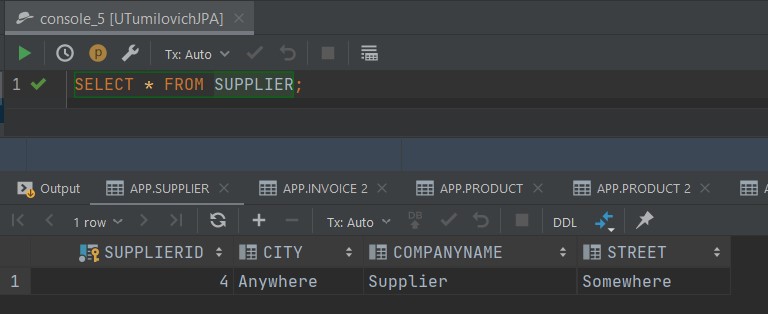 console_5 [UTumilovichJPA]
Tx: Auto
1 SELECT * FROM SUPPLIER;
Output APP.SUPPLIER APP.INVOICE 2 APP.PRODUCT APP.PRODUCT 2
1 row Tx: Auto DB DDL
SUPPLIERID CITY COMPANYNAME STREET
1 4 Anywhere Supplier Somewhere